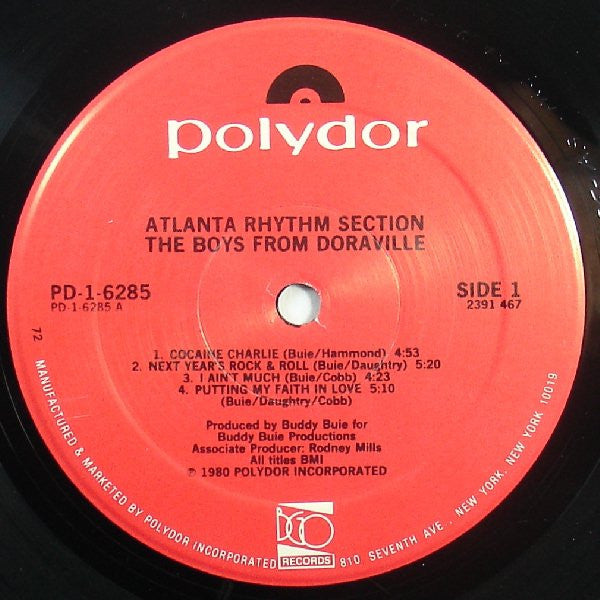 polydor
ATLANTA RHYTHM SECTION
THE BOYS FROM DORAVILLE
PD-1-6285
PD-1-6285 A
SIDE 1
2391 467
1. COCAINE CHARLIE (Buie/Hammond) 4:53
2. NEXT YEAR'S ROCK & ROLL (Buie/Daughtry) 5:20
3. I AIN'T MUCH (Buie/Cobb) 4:23
4. PUTTING MY FAITH IN LOVE 5:10
(Buie/Daughtry/Cobb)
Produced by Buddy Buie for
Buddy Buie Productions
Associate Producer: Rodney Mills
All titles BMI
℗ 1980 POLYDOR INCORPORATED
72
MANUFACTURED & MARKETED BY POLYDOR INCORPORATED 810 SEVENTH AVE., NEW YORK, NEW YORK 10019
BGO
RECORDS